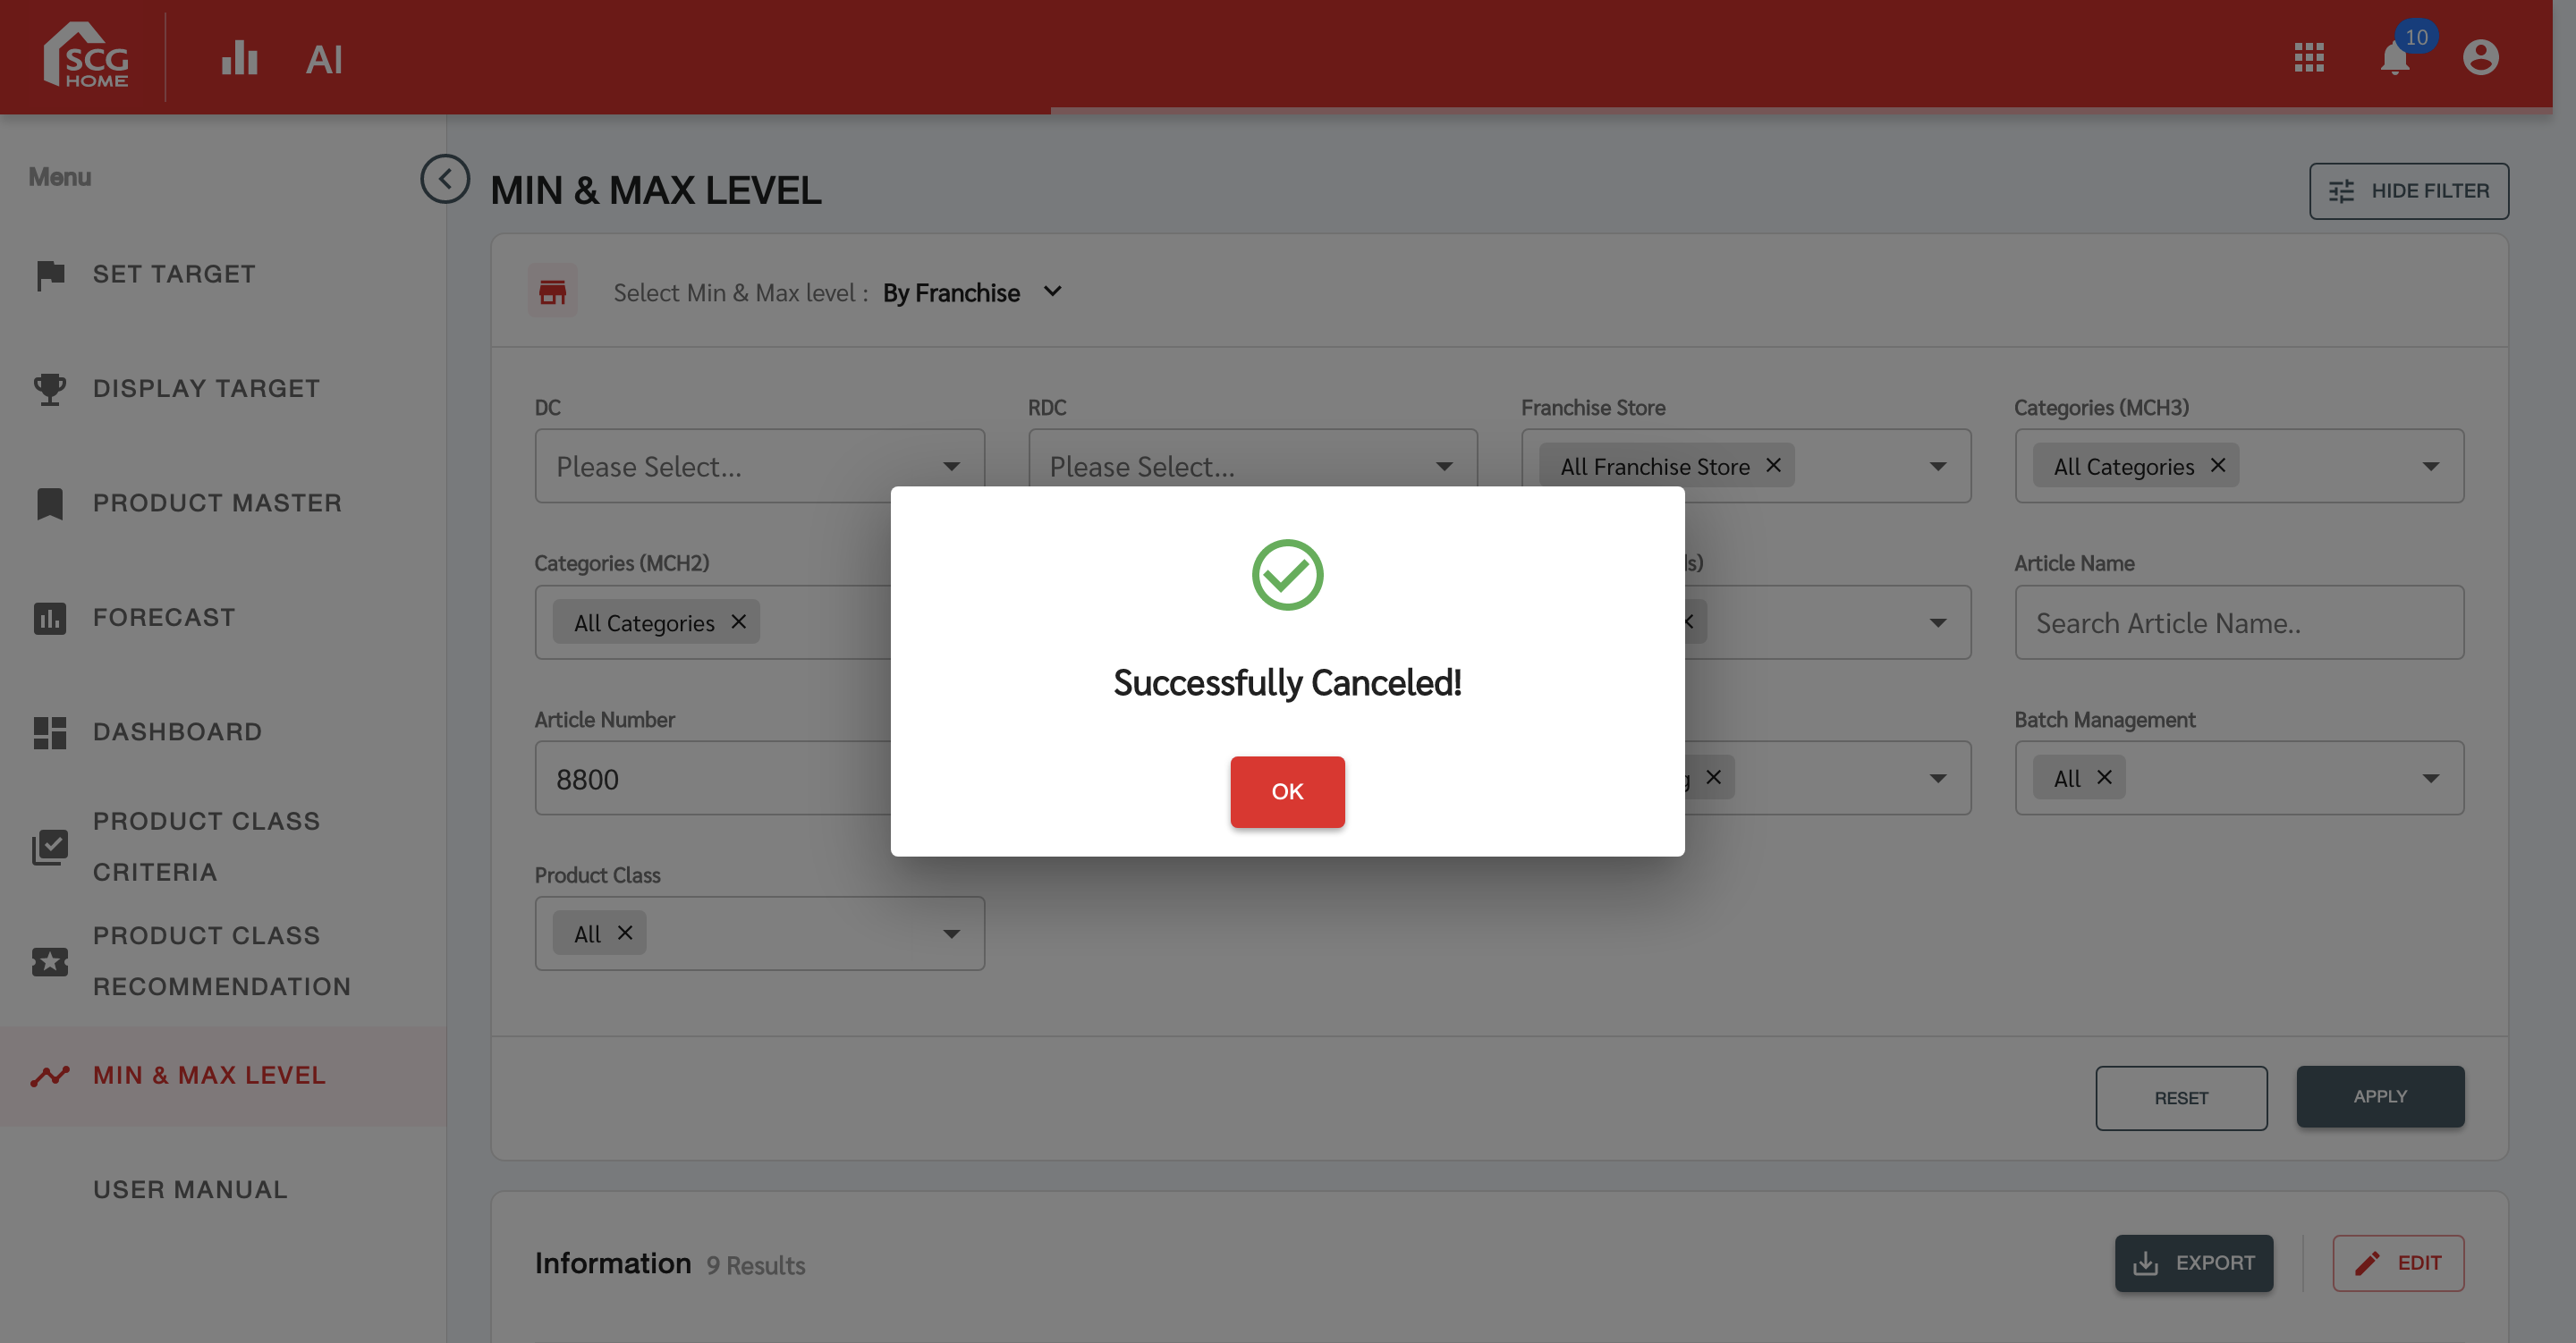 SCG
HOME
AI
10
Menu
SET TARGET
DISPLAY TARGET
PRODUCT MASTER
FORECAST
DASHBOARD
PRODUCT CLASS
CRITERIA
PRODUCT CLASS
RECOMMENDATION
MIN & MAX LEVEL
USER MANUAL
MIN & MAX LEVEL
HIDE FILTER
Select Min & Max level : By Franchise
DC
RDC
Franchise Store
Categories (MCH3)
Please Select...
Please Select...
All Franchise Store
All Categories
Categories (MCH2)
Article Name
All Categories
Search Article Name..
Article Number
Batch Management
8800
All
Product Class
All
Successfully Canceled!
OK
RESET
APPLY
Information 9 Results
EXPORT
EDIT